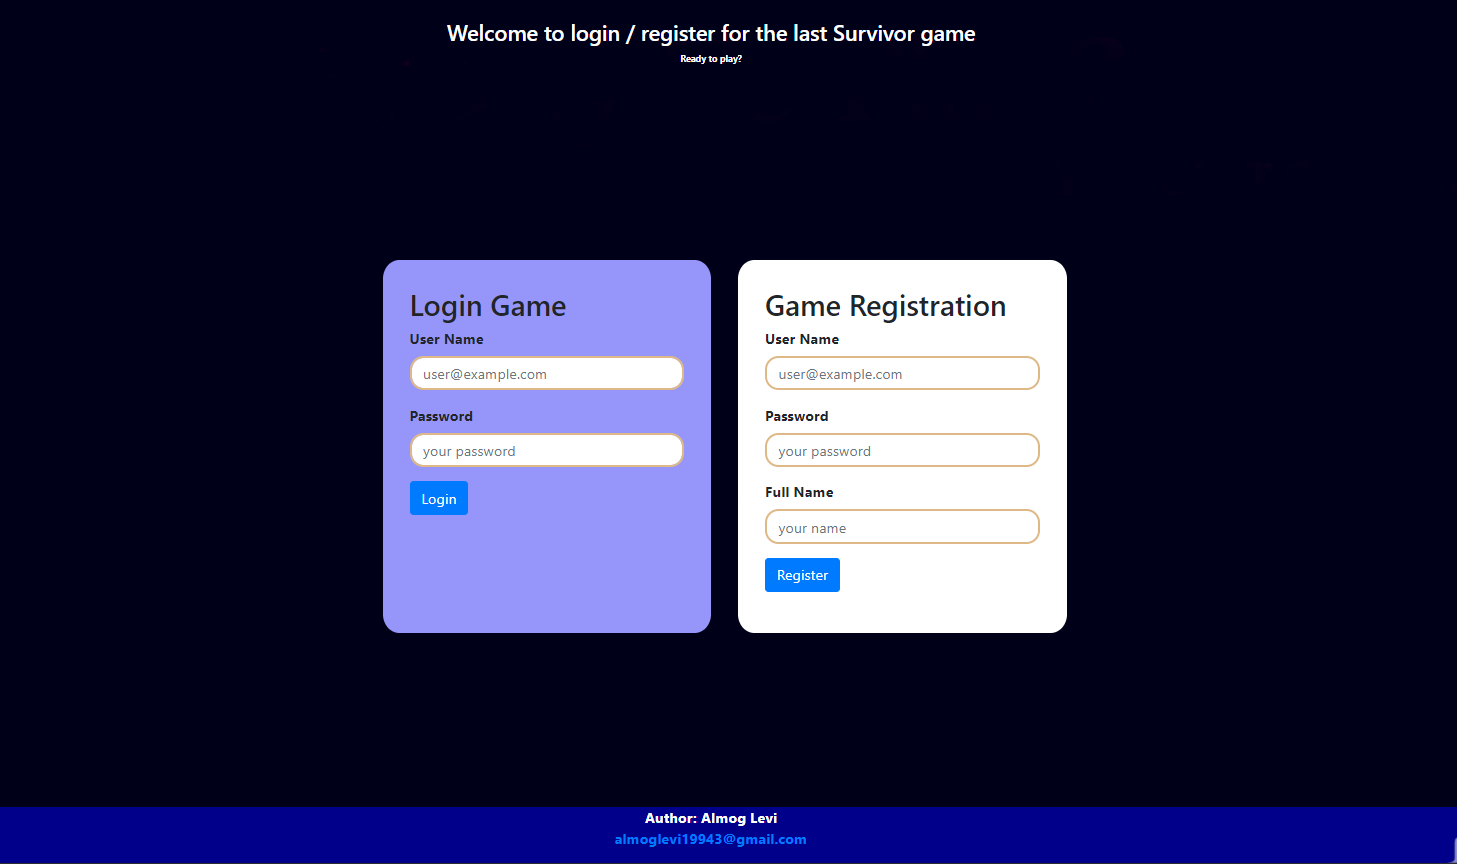 Welcome to login / register for the last Survivor game
Ready to play?
Login Game
User Name
user@example.com
Password
your password
Login
Game Registration
User Name
user@example.com
Password
your password
Full Name
your name
Register
Author: Almog Levi
almoglevi19943@gmail.com